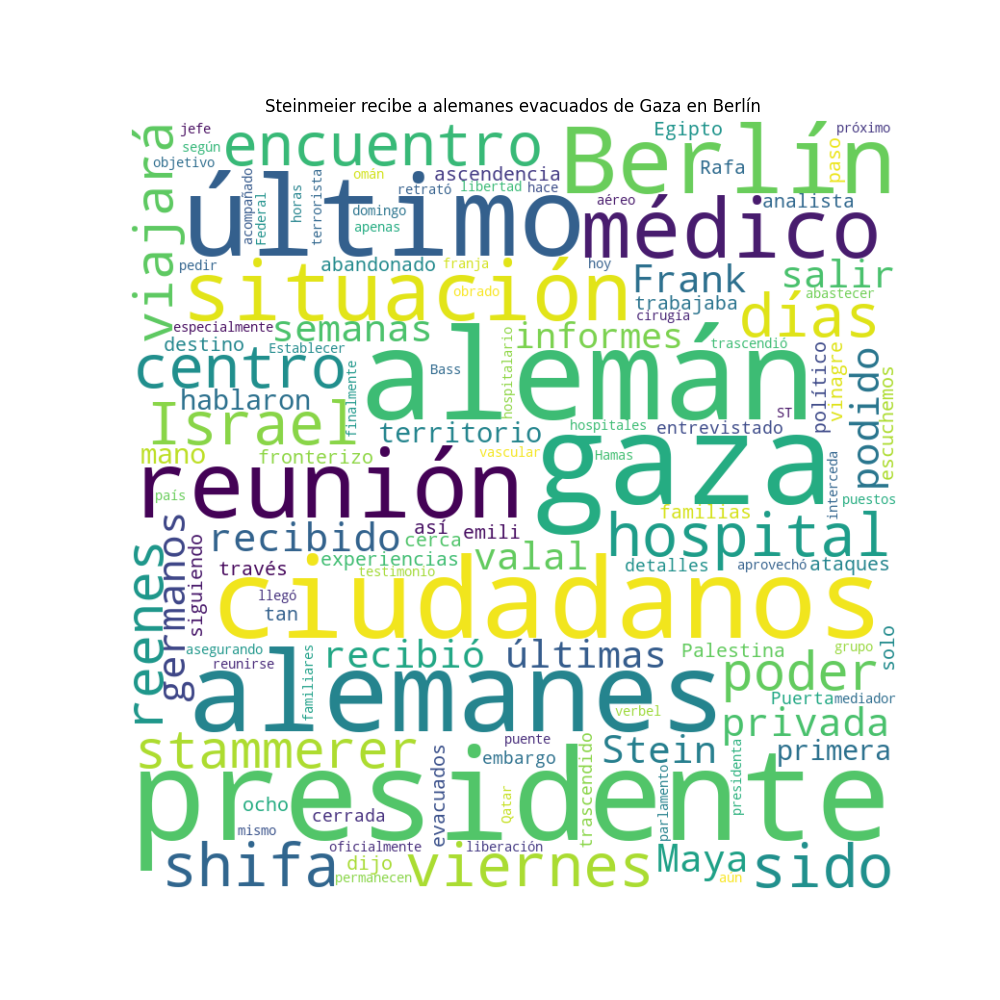 Steinmeier recibe a alemanes evacuados de Gaza en Berlín
viajará
jefe
según
objetivo
encuentro
Berlín
Egipto
Rafa
paso
próximo
último
acompañado
Federal
horas
terrorista
omán
ascendencia
retrató
libertad
hace
domingo
apenas
aéreo
médico
analista
pedir
abandonado
franja
hoy
situación
obrado
Frank
trabajaba
cirugía
salir
abastecer
días
especialmente
semanas
informes
trascendió
destino
Establecer
centro
hablaron
finalmente
Bass
hospitalario
alemán
político
vinagre
podido
escuchemos
Israel
territorio
hospitales
entrevistado
ST
mano
fronterizo
vascular
Hamas
interceda
país
reunión
gaza
puestos
familias
recibido
así
cerca
emili
hospital
reenes
germanos
siguiendo
través
experiencias
testimonio
valal
detalles
aprovechó
ataques
llegó
tan
ciudadanos
solo
asegurando
reunirse
familiares
recibió
últimas
Palestina
grupo
alemanes
poder
Puerta
mediador
verbel
privada
stammerer
evacuados
puente
embargo
trascendido
Stein
presidenta
primera
presidente
ocho
cerrada
Qatar
parlamento
mismo
oficialmente
liberación
shifa
dijo
permanecen
viernes
Maya
aún
sido